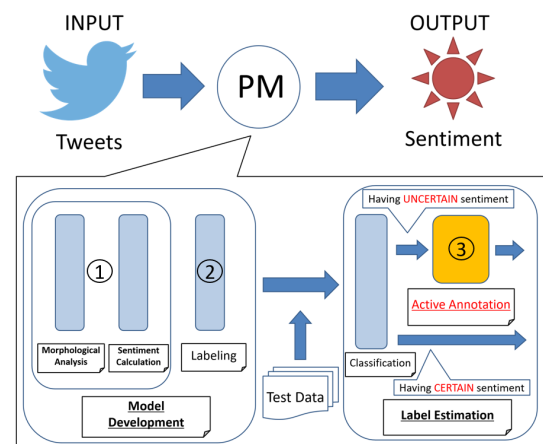 INPUT
OUTPUT
PM
Tweets
Sentiment
Having UNCERTAIN sentiment
①
②
③
Active Annotation
Morphological
Analysis
Sentiment
Calculation
Labeling
Classification
Test Data
Having CERTAIN sentiment
Model
Development
Label Estimation